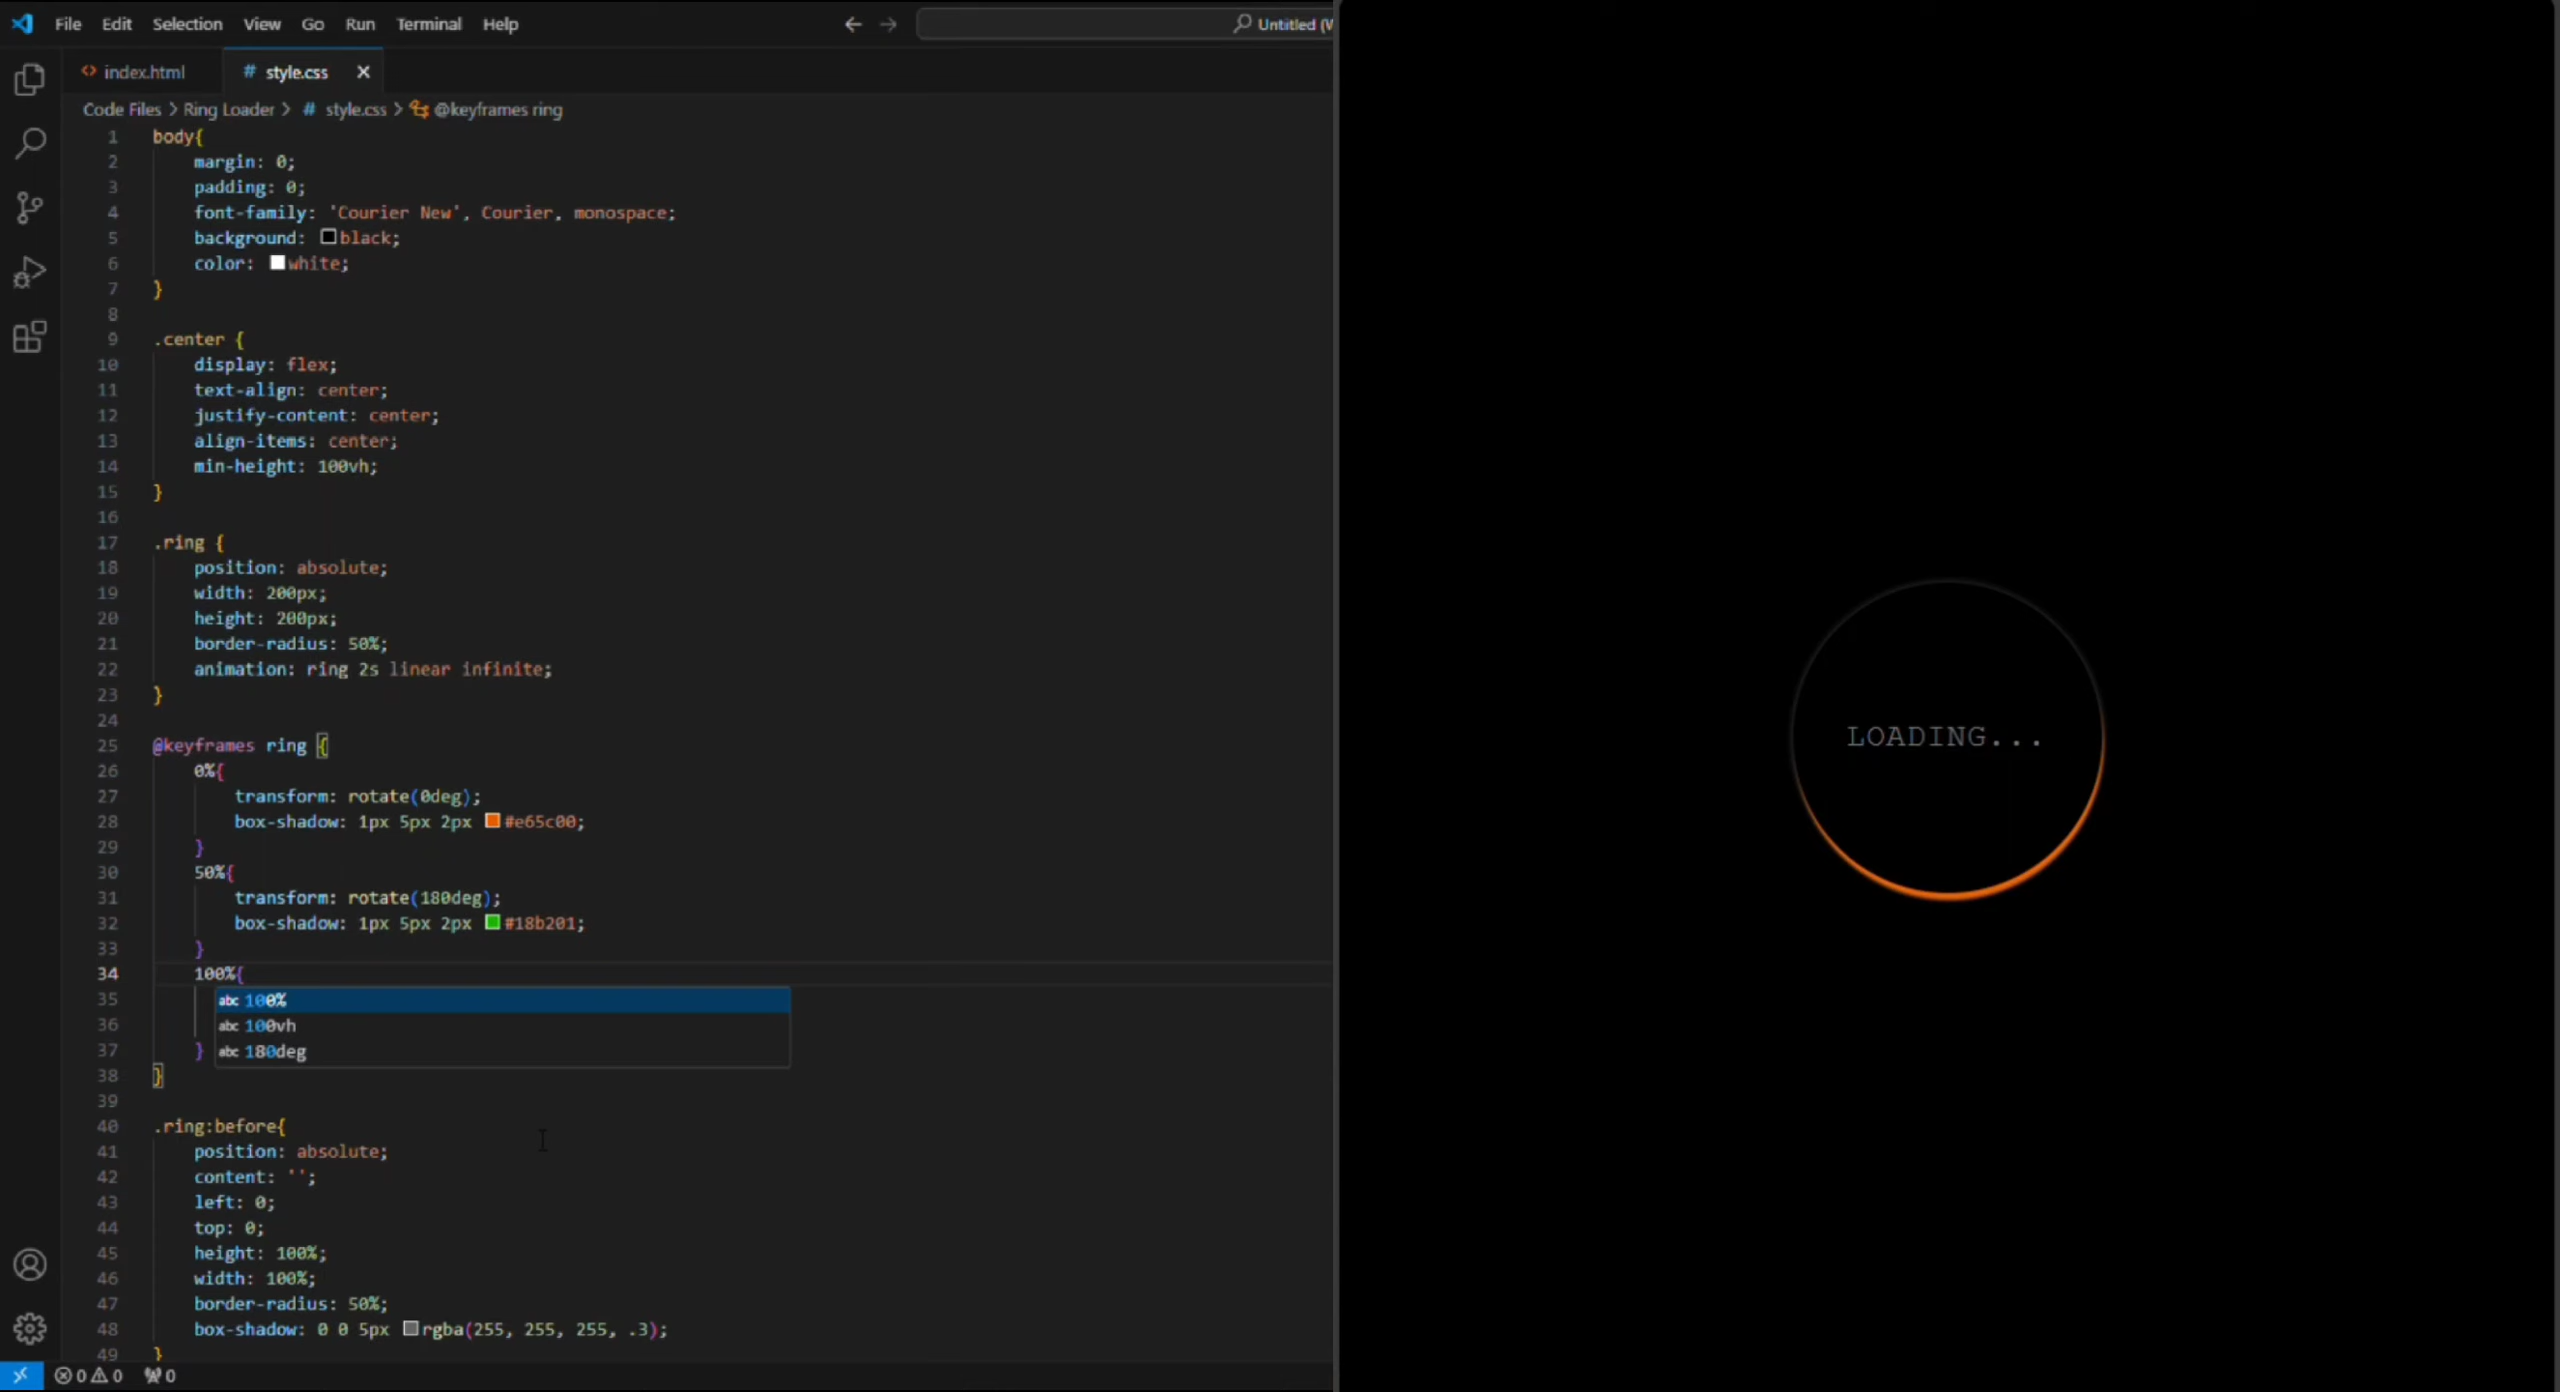 File Edit Selection View Go Run Terminal Help
Untitled (W
index.html
# style.css
Code Files > Ring Loader > # style.css > @keyframes ring
1 body{
2 margin: 0;
3 padding: 0;
4 font-family: 'Courier New', Courier, monospace;
5 background: black;
6 color: white;
7 }
8
9 .center {
10 display: flex;
11 text-align: center;
12 justify-content: center;
13 align-items: center;
14 min-height: 100vh;
15 }
16
17 .ring {
18 position: absolute;
19 width: 200px;
20 height: 200px;
21 border-radius: 50%;
22 animation: ring 2s linear infinite;
23 }
24
25 @keyframes ring {
26 0%{
27 transform: rotate(0deg);
28 box-shadow: 1px 5px 2px #e65c00;
29 }
30 50%{
31 transform: rotate(180deg);
32 box-shadow: 1px 5px 2px #18b201;
33 }
34 100%{
35 abc 100%
36 abc 100vh
37 } abc 180deg
38 }
39
40 .ring:before{
41 position: absolute;
42 content: '';
43 left: 0;
44 top: 0;
45 height: 100%;
46 width: 100%;
47 border-radius: 50%;
48 box-shadow: 0 0 5px rgba(255, 255, 255, .3);
49 }
0 0 0
LOADING...